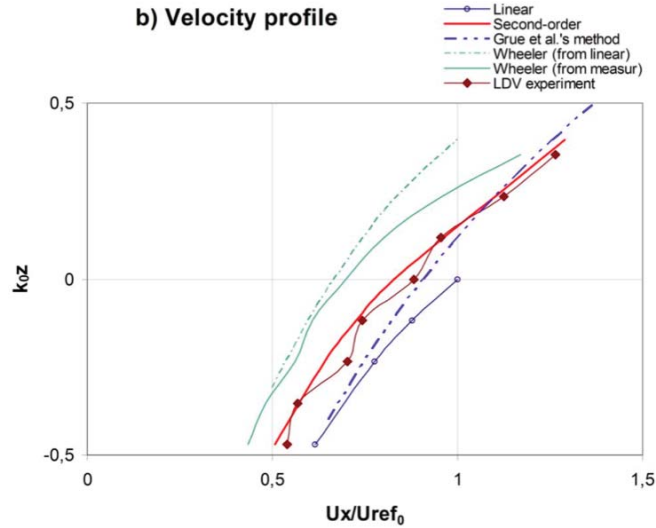 b) Velocity profile
Linear
Second-order
Grue et al.'s method
Wheeler (from linear)
Wheeler (from measur)
LDV experiment
0,5
0
-0,5
k₀z
0
0,5
1
1,5
Ux/Uref₀